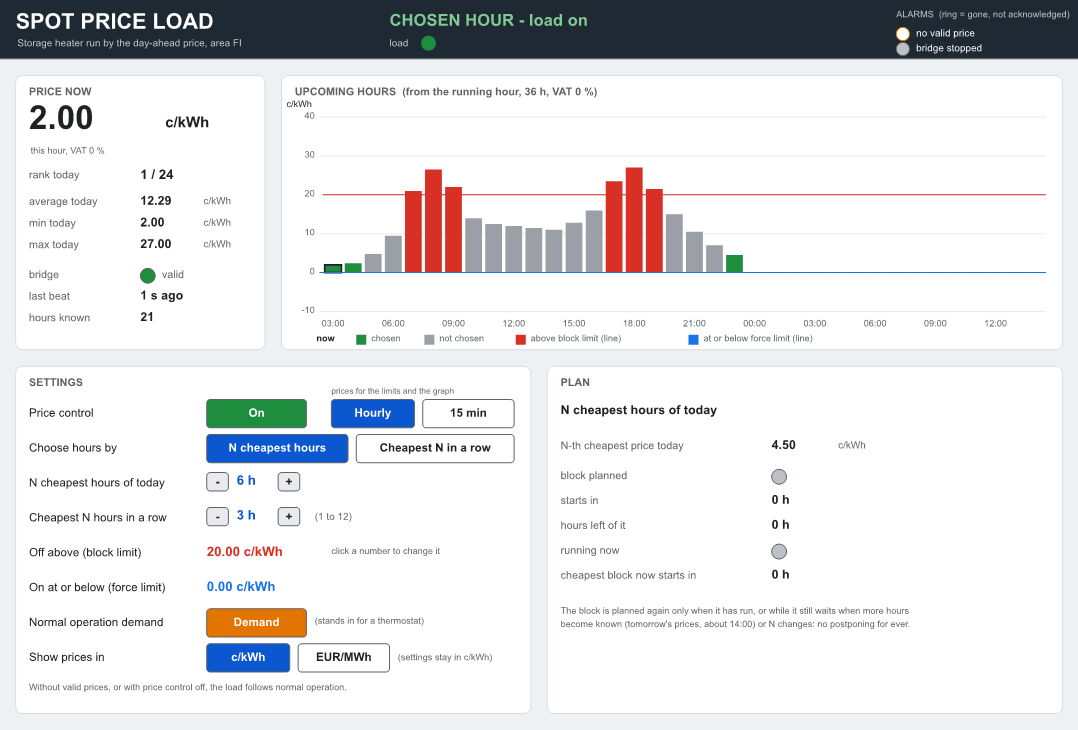 SPOT PRICE LOAD
Storage heater run by the day-ahead price, area FI
CHOSEN HOUR - load on
load
ALARMS (ring = gone, not acknowledged)
no valid price
bridge stopped
PRICE NOW
2.00 c/kWh
this hour, VAT 0 %
rank today 1 / 24
average today 12.29 c/kWh
min today 2.00 c/kWh
max today 27.00 c/kWh
bridge valid
last beat 1 s ago
hours known 21
UPCOMING HOURS (from the running hour, 36 h, VAT 0 %)
c/kWh
40
30
20
10
0
-10
03:00 06:00 09:00 12:00 15:00 18:00 21:00 00:00 03:00 06:00 09:00 12:00
now chosen not chosen above block limit (line) at or below force limit (line)
SETTINGS
prices for the limits and the graph
Price control On Hourly 15 min
Choose hours by N cheapest hours Cheapest N in a row
N cheapest hours of today - 6 h +
Cheapest N hours in a row - 3 h + (1 to 12)
Off above (block limit) 20.00 c/kWh click a number to change it
On at or below (force limit) 0.00 c/kWh
Normal operation demand Demand (stands in for a thermostat)
Show prices in c/kWh EUR/MWh (settings stay in c/kWh)
Without valid prices, or with price control off, the load follows normal operation.
PLAN
N cheapest hours of today
N-th cheapest price today 4.50 c/kWh
block planned
starts in 0 h
hours left of it 0 h
running now
cheapest block now starts in 0 h
The block is planned again only when it has run, or while it still waits when more hours
become known (tomorrow's prices, about 14:00) or N changes: no postponing for ever.